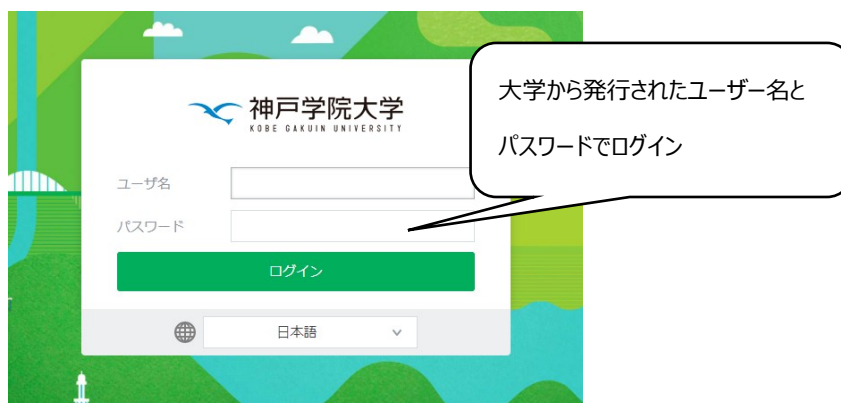 大学から発行されたユーザー名と
パスワードでログイン
神戸学院大学
KOBE GAKUIN UNIVERSITY
ユーザ名
パスワード
ログイン
日本語